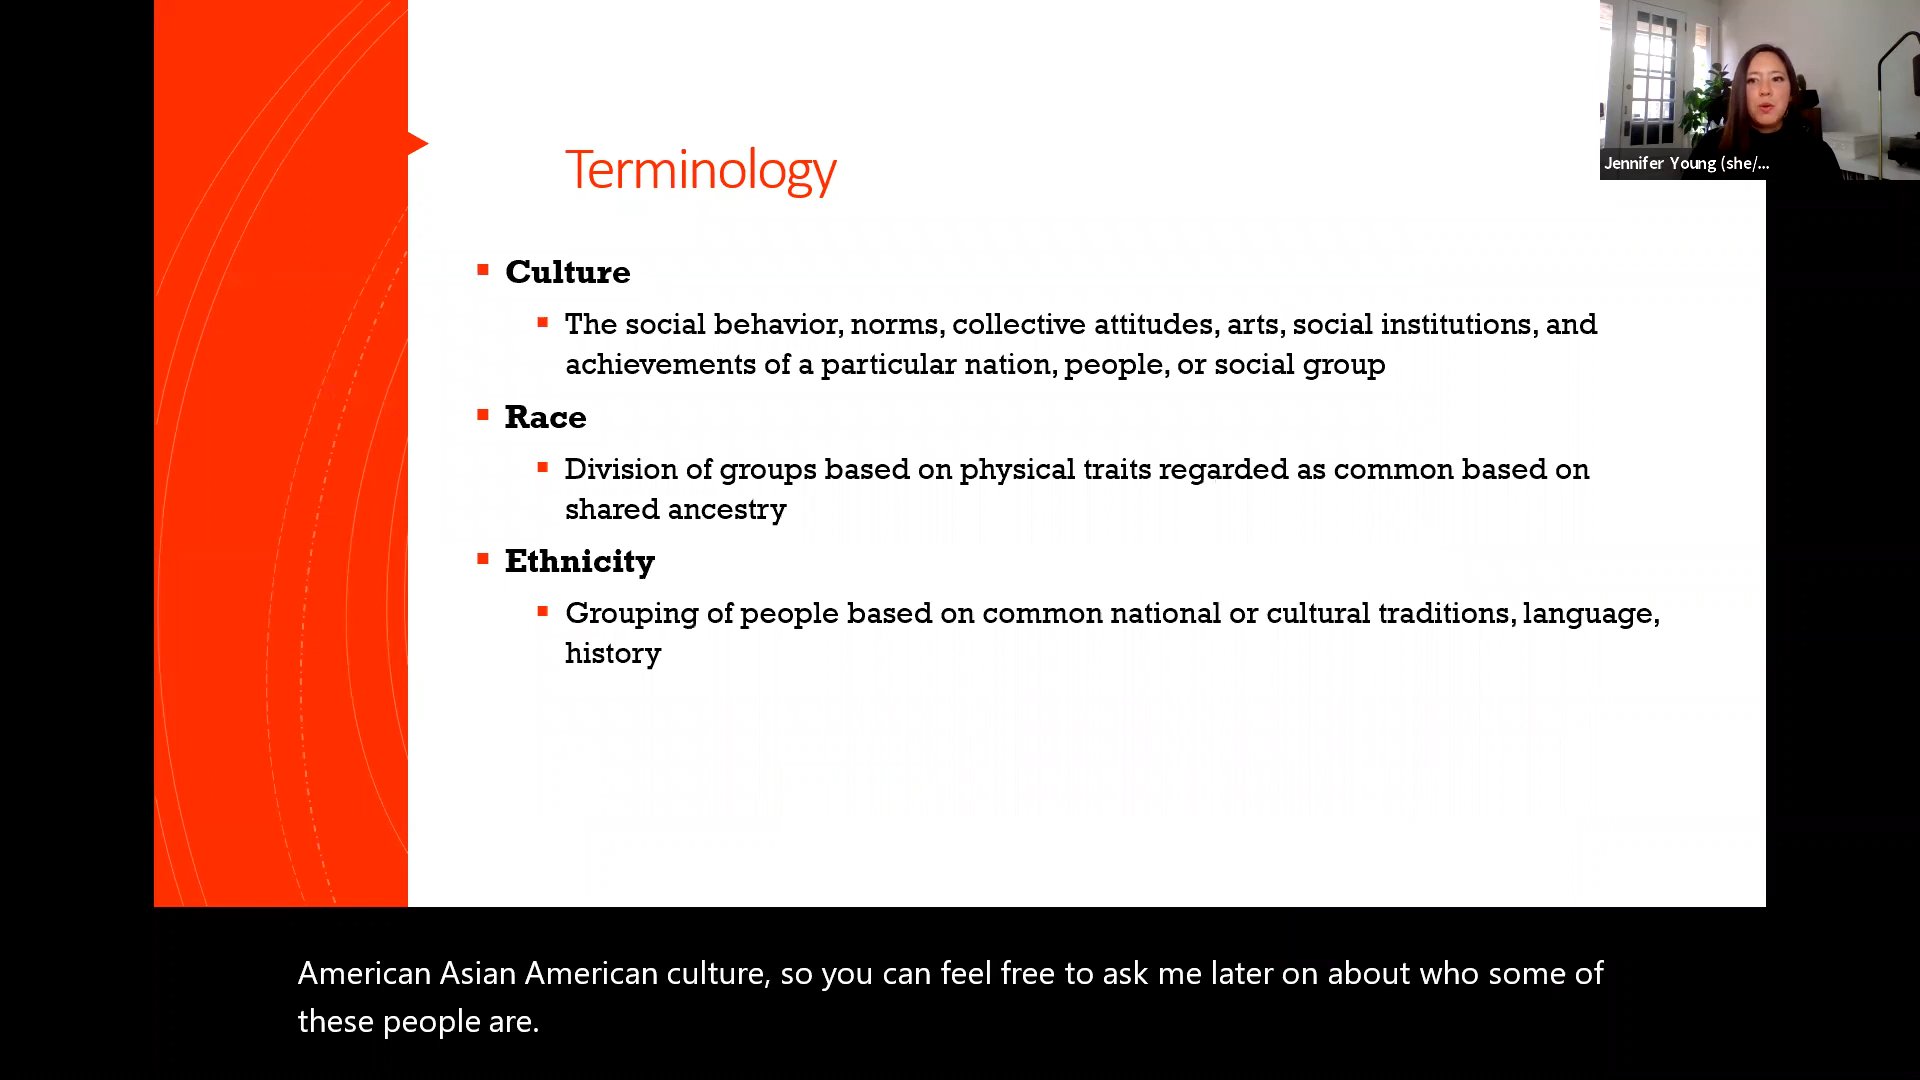 Terminology
Jennifer Young (she/...
Culture
The social behavior, norms, collective attitudes, arts, social institutions, and
achievements of a particular nation, people, or social group
Race
Division of groups based on physical traits regarded as common based on
shared ancestry
Ethnicity
Grouping of people based on common national or cultural traditions, language,
history
American Asian American culture, so you can feel free to ask me later on about who some of
these people are.